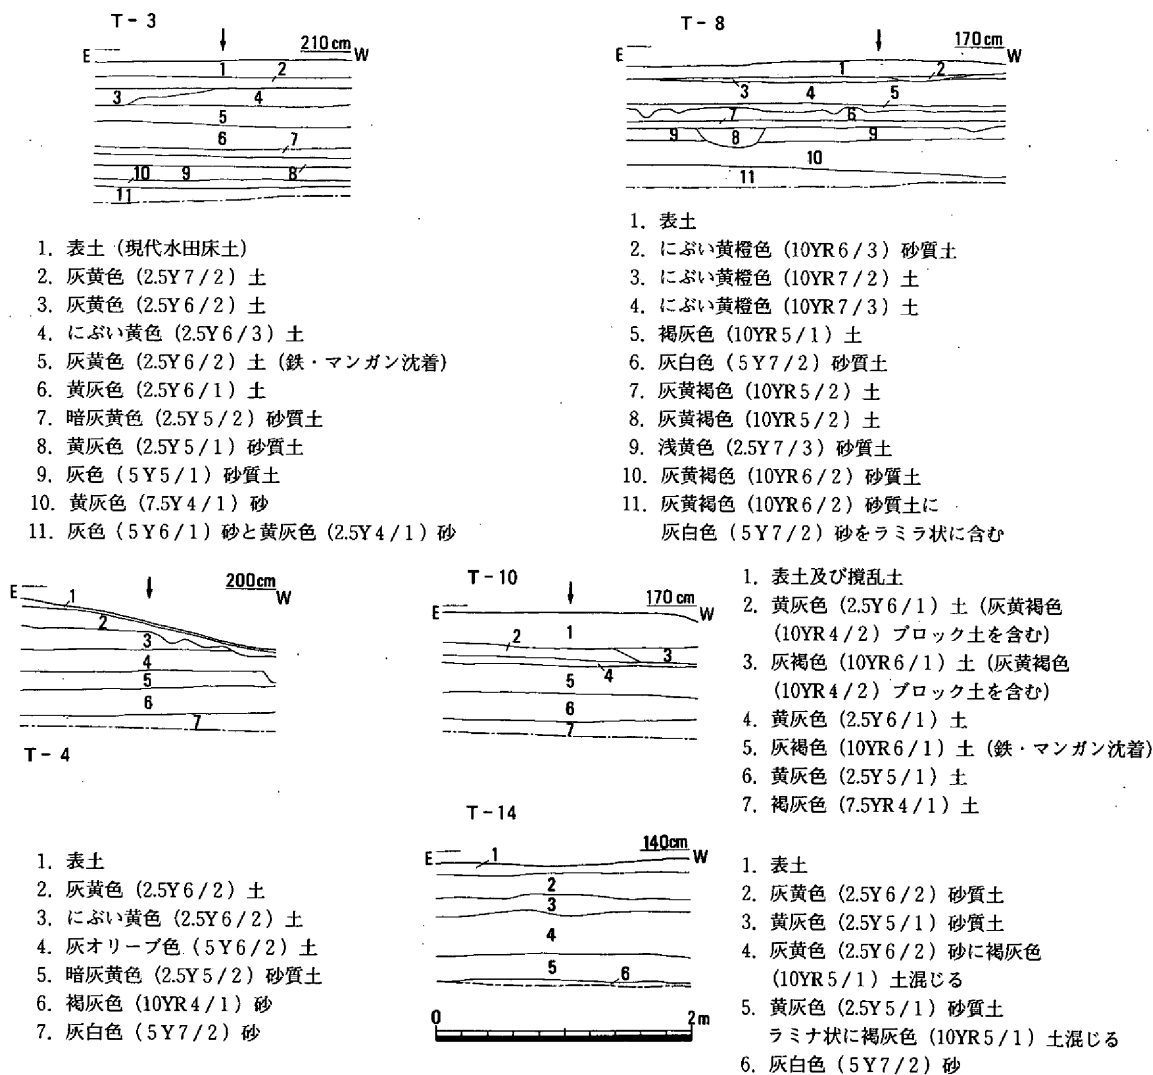 T-3
E
210cm
W
1
2
3
4
5
6
7
8
10
9
11
1. 表土(現代水田床土)
2. 灰黄色(2.5Y7/2)土
3. 灰黄色(2.5Y6/2)土
4. にぶい黄色(2.5Y6/3)土
5. 灰黄色(2.5Y6/2)土(鉄・マンガン沈着)
6. 黄灰色(2.5Y6/1)土
7. 暗灰黄色(2.5Y5/2)砂質土
8. 黄灰色(2.5Y5/1)砂質土
9. 灰色(5Y5/1)砂質土
10. 黄灰色(7.5Y4/1)砂
11. 灰色(5Y6/1)砂と黄灰色(2.5Y4/1)砂
T-8
E
170cm
W
1
2
3
4
5
7
6
9
8
9
10
11
1. 表土
2. にぶい黄橙色(10YR6/3)砂質土
3. にぶい黄橙色(10YR7/2)土
4. にぶい黄橙色(10YR7/3)土
5. 褐灰色(10YR5/1)土
6. 灰白色(5Y7/2)砂質土
7. 灰黄褐色(10YR5/2)土
8. 灰黄褐色(10YR5/2)土
9. 浅黄色(2.5Y7/3)砂質土
10. 灰黄褐色(10YR6/2)砂質土
11. 灰黄褐色(10YR6/2)砂質土に
灰白色(5Y7/2)砂をラミラ状に含む
E
200cm
W
1
2
3
4
5
6
7
T-4
1. 表土
2. 灰黄色(2.5Y6/2)土
3. にぶい黄色(2.5Y6/2)土
4. 灰オリーブ色(5Y6/2)土
5. 暗灰黄色(2.5Y5/2)砂質土
6. 褐灰色(10YR4/1)砂
7. 灰白色(5Y7/2)砂
T-10
E
170cm
W
1
2
3
4
5
6
7
1. 表土及び撹乱土
2. 黄灰色(2.5Y6/1)土(灰黄褐色
(10YR4/2)ブロック土を含む)
3. 灰褐色(10YR6/1)土(灰黄褐色
(10YR4/2)ブロック土を含む)
4. 黄灰色(2.5Y6/1)土
5. 灰褐色(10YR6/1)土(鉄・マンガン沈着)
6. 黄灰色(2.5Y5/1)土
7. 褐灰色(7.5YR4/1)土
T-14
E
140cm
W
1
2
3
4
5
6
0
2m
1. 表土
2. 灰黄色(2.5Y6/2)砂質土
3. 黄灰色(2.5Y5/1)砂質土
4. 灰黄色(2.5Y6/2)砂に褐灰色
(10YR5/1)土混じる
5. 黄灰色(2.5Y5/1)砂質土
ラミナ状に褐灰色(10YR5/1)土混じる
6. 灰白色(5Y7/2)砂